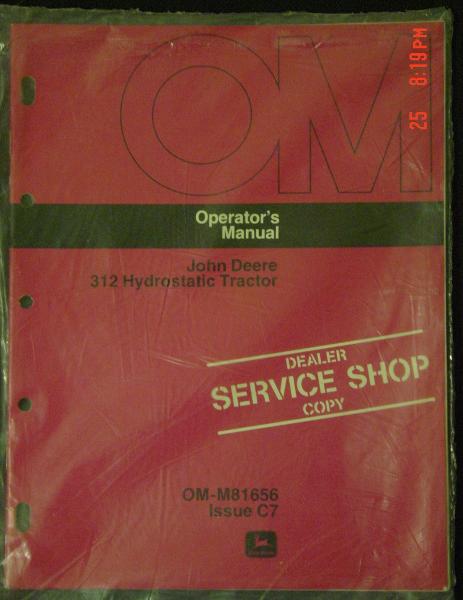 OM
25 8:19PM
Operator's
Manual
John Deere
312 Hydrostatic Tractor
DEALER
SERVICE SHOP
COPY
OM-M81656
Issue C7